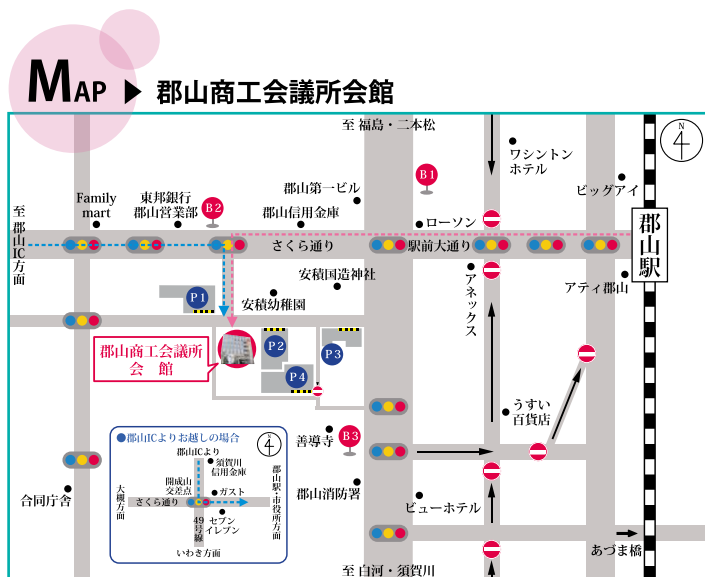 MAP ▶ 郡山商工会議所会館
至 福島・二本松
N
4
ワシントン
ホテル
B1
ビッグアイ
郡山第一ビル
Family
mart
東邦銀行
郡山営業部
B2
郡山信用金庫
ローソン
至 郡山IC方面
さくら通り
駅前大通り
郡山駅
安積国造神社
アネックス
アティ郡山
P1
安積幼稚園
郡山商工会議所
会 館
P2
P3
P4
うすい
百貨店
善導寺
B3
●郡山ICよりお越しの場合
N
4
郡山ICより
須賀川
信用金庫
開成山
交差点
ガスト
大槻方面
さくら通り
郡山駅・市役所方面
49号線
セブン
イレブン
いわき方面
合同庁舎
郡山消防署
ビューホテル
あづま橋
至 白河・須賀川